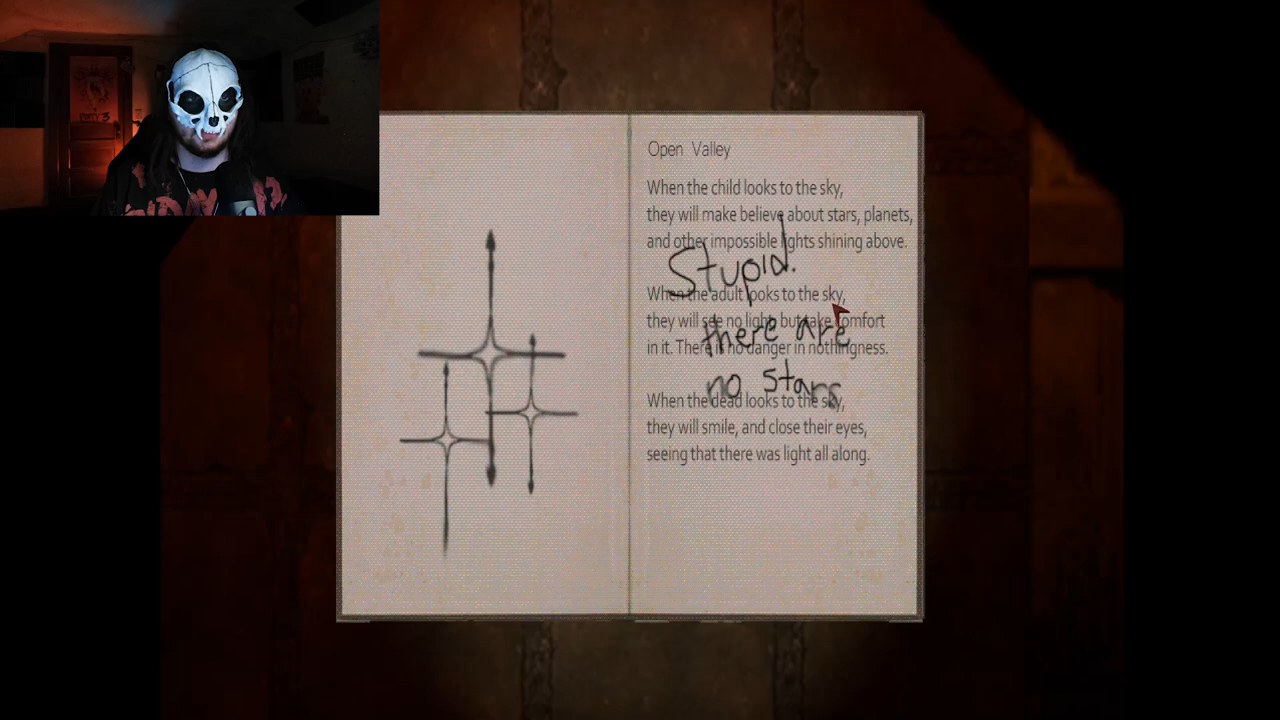 Open Valley
When the child looks to the sky,
they will make believe about stars, planets,
and other impossible lights shining above.
Stupid.
When the adult looks to the sky,
they will see no light but take comfort
there are
in it. There is no danger in nothingness.
no stars
When the dead looks to the sky,
they will smile, and close their eyes,
seeing that there was light all along.